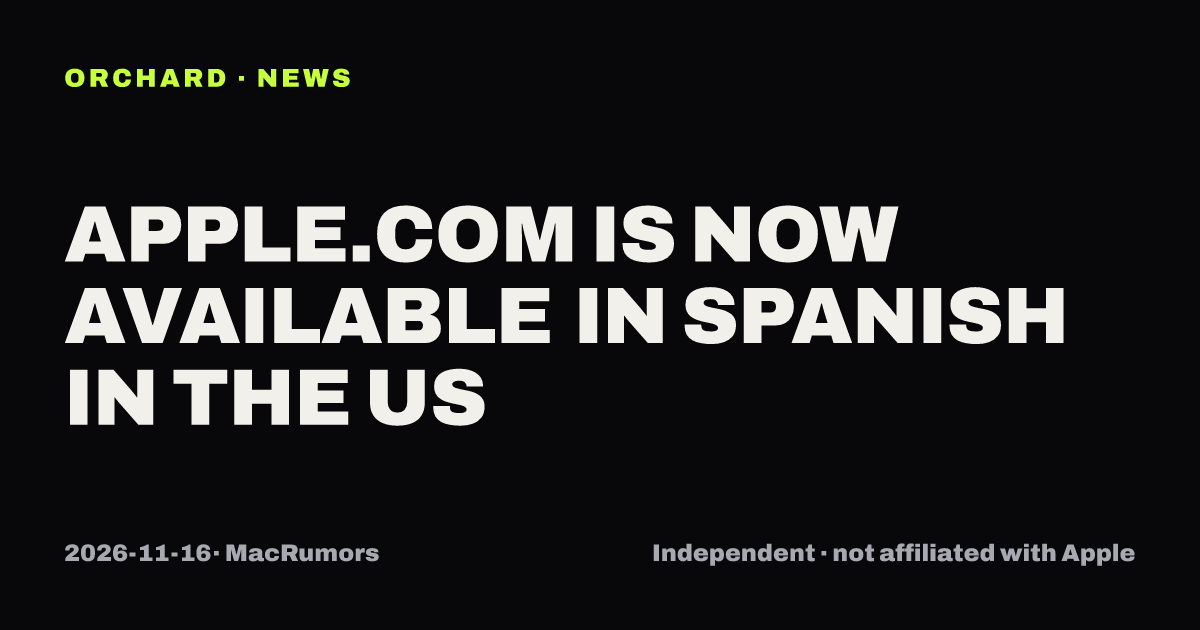 ORCHARD · NEWS
APPLE.COM IS NOW
AVAILABLE IN SPANISH
IN THE US
2026-11-16· MacRumors
Independent · not affiliated with Apple